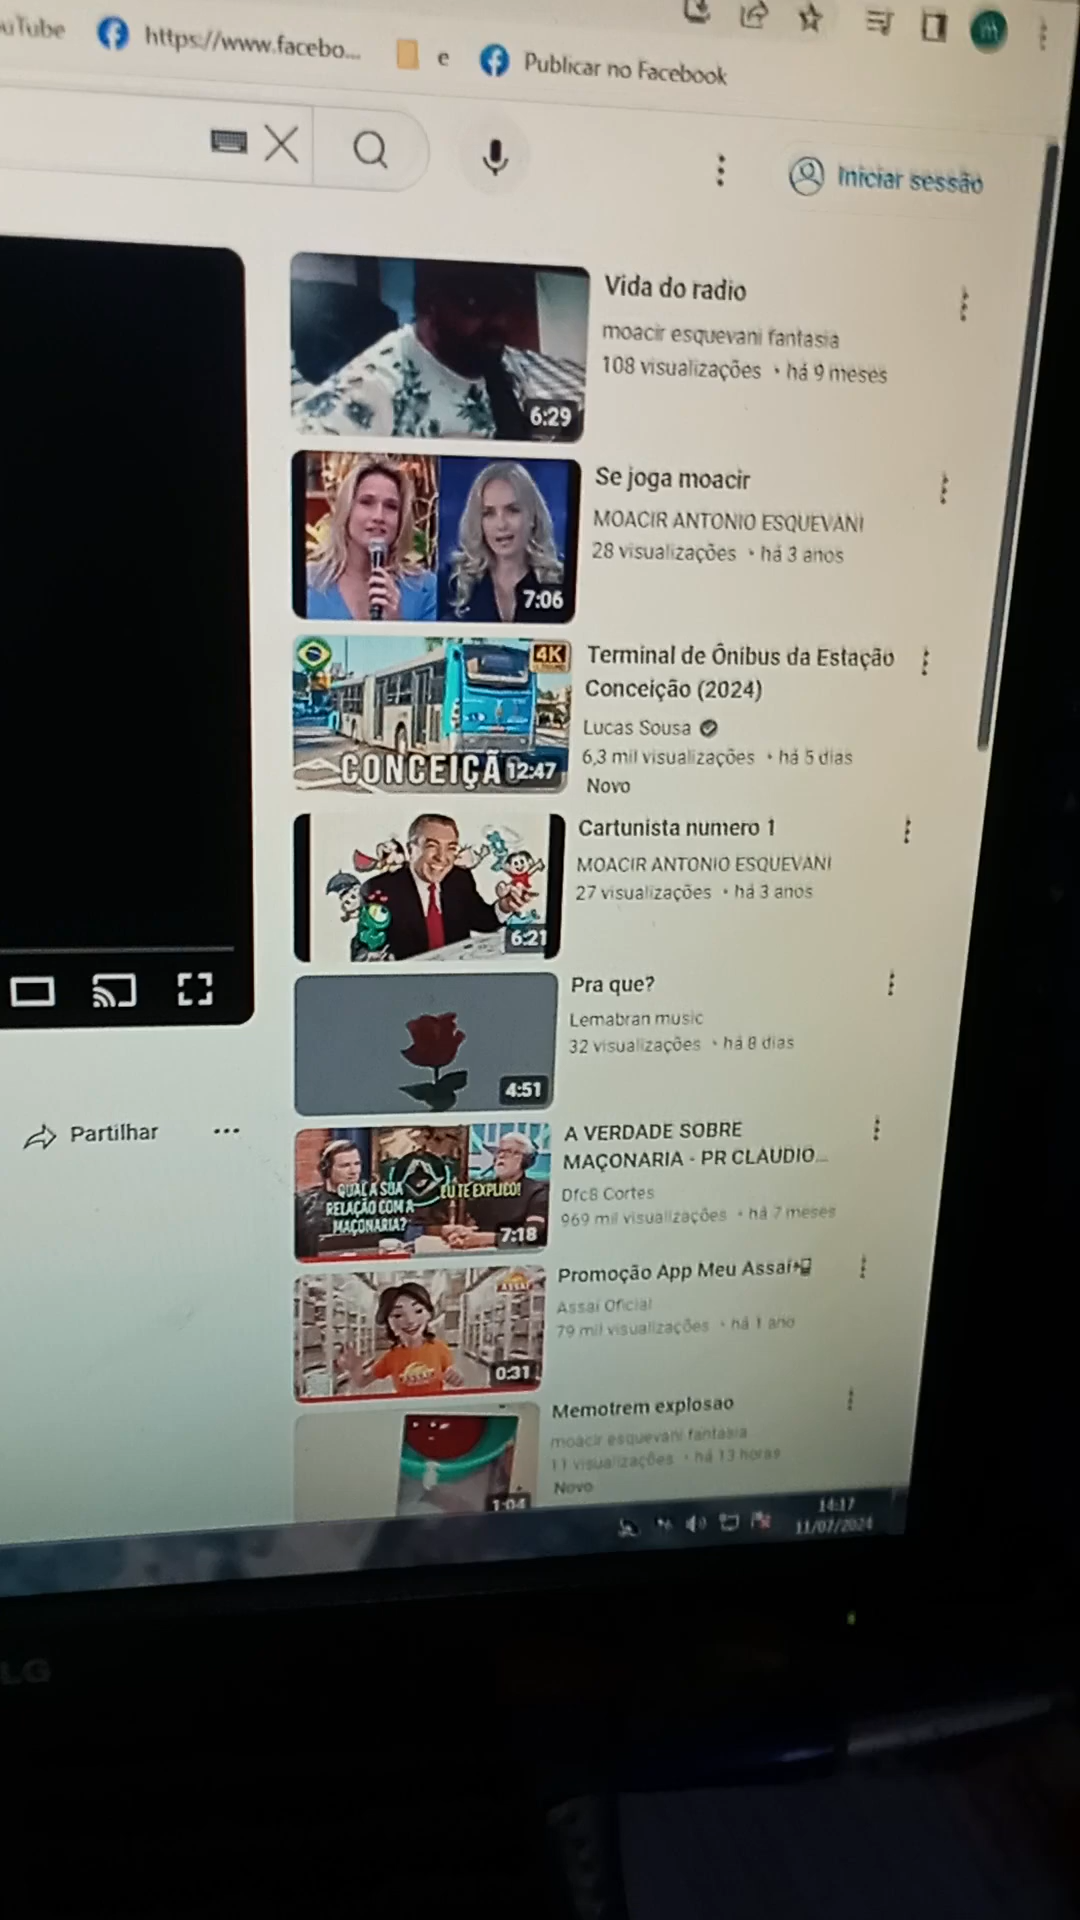 uTube
https://www.facebo...
e
Publicar no Facebook
Iniciar sessão
Vida do radio
moacir esquevani fantasia
108 visualizações • há 9 meses
6:29
Se joga moacir
MOACIR ANTONIO ESQUEVANI
28 visualizações • há 3 anos
7:06
4K
CONCEIÇÃ
12:47
Terminal de Ônibus da Estação
Conceição (2024)
Lucas Sousa
6,3 mil visualizações • há 5 dias
Novo
Cartunista numero 1
MOACIR ANTONIO ESQUEVANI
27 visualizações • há 3 anos
6:21
Pra que?
Lemabran music
32 visualizações • há 8 dias
4:51
Partilhar
A VERDADE SOBRE
MAÇONARIA - PR CLAUDIO...
Dfc8 Cortes
969 mil visualizações • há 7 meses
QUAL A SUA
RELAÇÃO COM A
MAÇONARIA?
EU TE EXPLICO!
7:18
Promoção App Meu Assaí
Assaí Oficial
79 mil visualizações • há 1 ano
ASSAÍ
0:31
Memotrem explosao
moacir esquevani fantasia
11 visualizações • há 13 horas
Novo
1:04
14:17
11/07/2024
LG